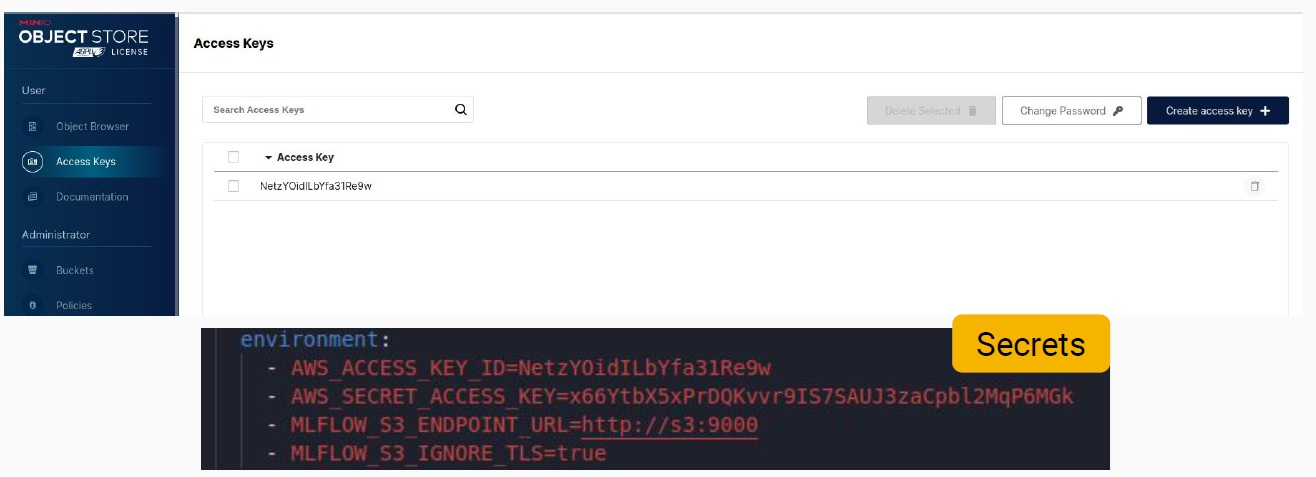 MINIO
OBJECT STORE
AGPLV3 LICENSE
Access Keys
User
Object Browser
Access Keys
Documentation
Administrator
Buckets
Policies
Search Access Keys
Delete Selected
Change Password
Create access key +
Access Key
NetzYOidILbYfa31Re9w
Secrets
environment:
- AWS_ACCESS_KEY_ID=NetzYOidILbYfa31Re9w
- AWS_SECRET_ACCESS_KEY=x66YtbX5xPrDQKvvr9IS7SAUJ3zaCpbl2MqP6MGk
- MLFLOW_S3_ENDPOINT_URL=http://s3:9000
- MLFLOW_S3_IGNORE_TLS=true